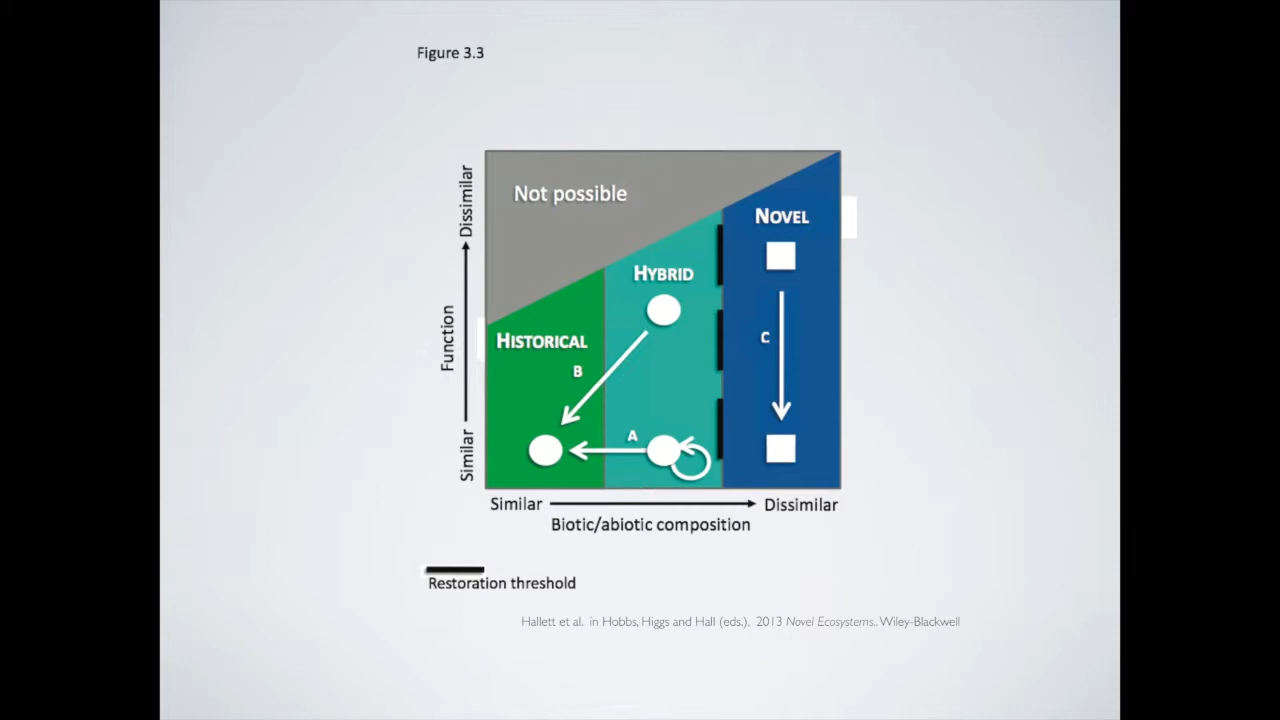 Figure 3.3
Dissimilar
Function
Similar
Not possible
NOVEL
HYBRID
HISTORICAL
B
C
A
Similar
Dissimilar
Biotic/abiotic composition
Restoration threshold
Hallett et al. in Hobbs, Higgs and Hall (eds.). 2013 Novel Ecosystems.. Wiley-Blackwell